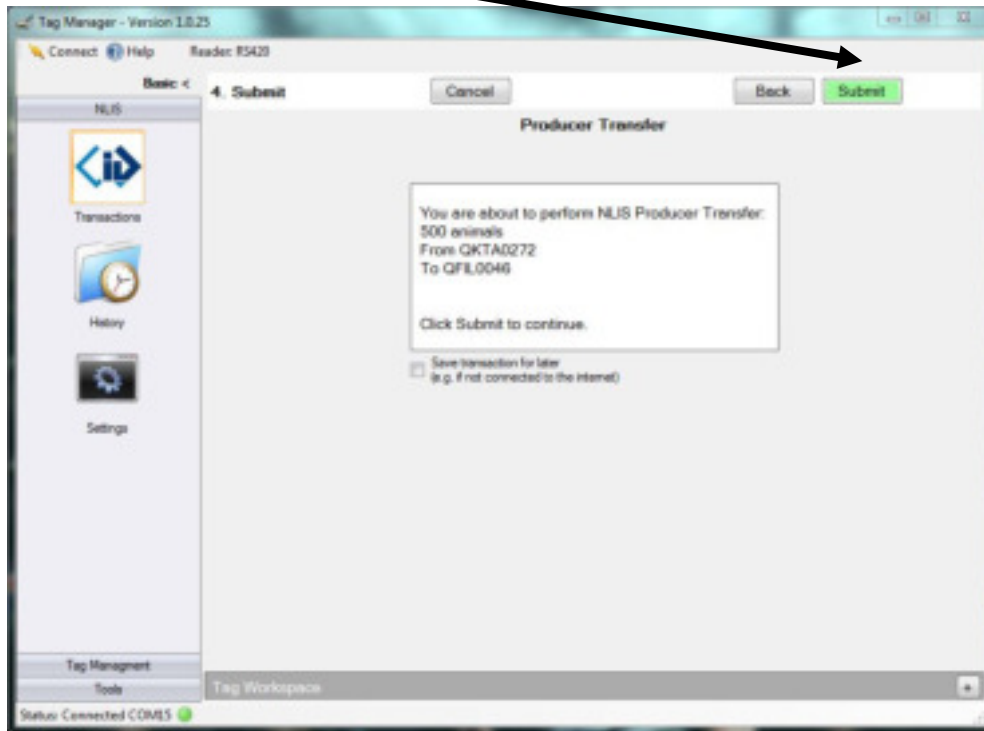 Tag Manager - Version 1.0.25
Connect Help Reader: RS420
Basic <
4. Submit Cancel Back Submit
NLIS
Producer Transfer
Transactions
You are about to perform NLIS Producer Transfer:
500 animals
From QKTA0272
To QFIL0046
Click Submit to continue.
History
Save transaction for later
(e.g. if not connected to the internet)
Settings
Tag Managment
Tools
Tag Workspace
Status: Connected COM15